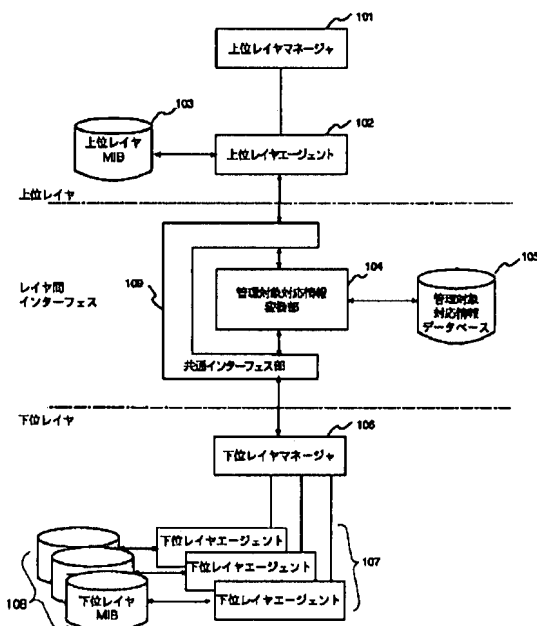 101
上位レイヤマネージャ
103
102
上位レイヤ
MIB
上位レイヤエージェント
上位レイヤ
レイヤ間
インターフェス
109
104
105
管理対象対応情報
変換部
管理対象
対応情報
データベース
共通インターフェス部
下位レイヤ
106
下位レイヤマネージャ
下位レイヤエージェント
下位レイヤエージェント
107
下位レイヤエージェント
108
下位レイヤ
MIB